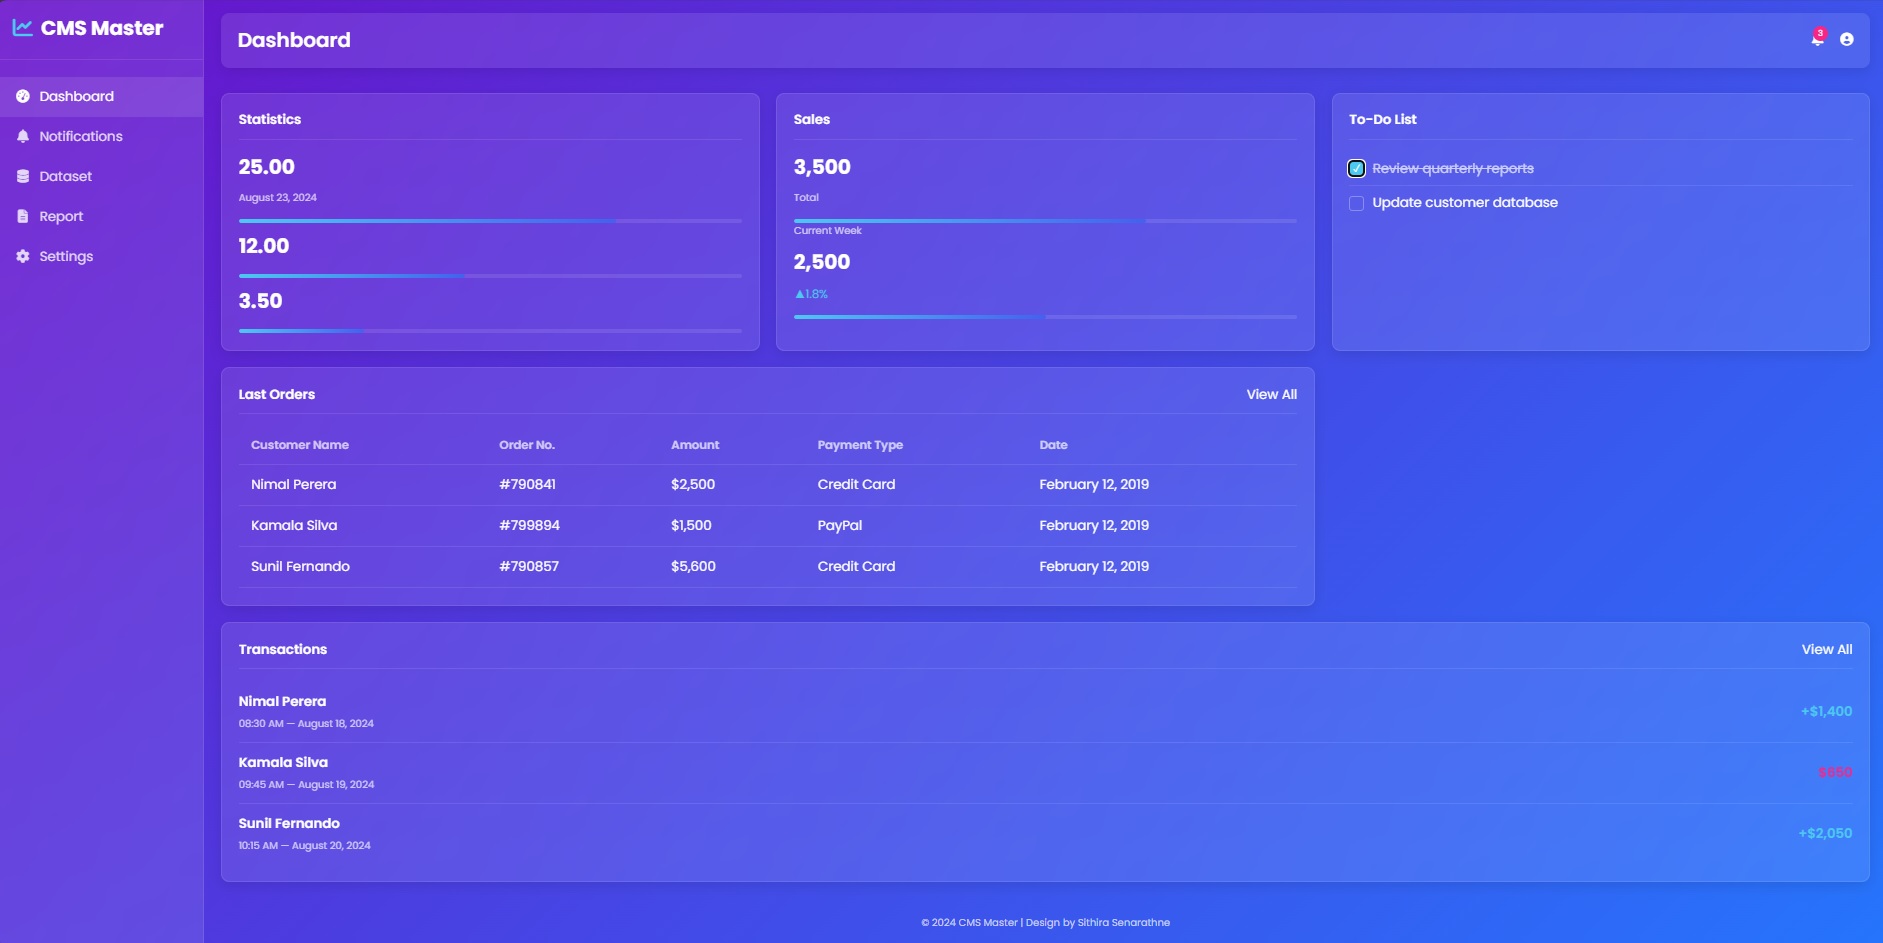 CMS Master
Dashboard
Notifications
Dataset
Report
Settings
Dashboard
3
Statistics
25.00
August 23, 2024
12.00
3.50
Sales
3,500
Total
Current Week
2,500
▲1.8%
To-Do List
Review quarterly reports
Update customer database
Last Orders View All
Customer Name Order No. Amount Payment Type Date
Nimal Perera #790841 $2,500 Credit Card February 12, 2019
Kamala Silva #799894 $1,500 PayPal February 12, 2019
Sunil Fernando #790857 $5,600 Credit Card February 12, 2019
Transactions View All
Nimal Perera
08:30 AM — August 18, 2024
+$1,400
Kamala Silva
09:45 AM — August 19, 2024
$650
Sunil Fernando
10:15 AM — August 20, 2024
+$2,050
© 2024 CMS Master | Design by Sithira Senarathne